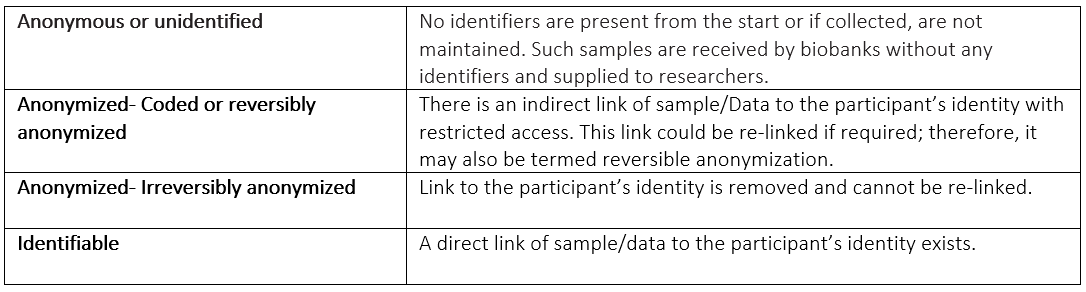 Anonymous or unidentified
No identifiers are present from the start or if collected, are not
maintained. Such samples are received by biobanks without any
identifiers and supplied to researchers.
Anonymized- Coded or reversibly
anonymized
There is an indirect link of sample/Data to the participant’s identity with
restricted access. This link could be re-linked if required; therefore, it
may also be termed reversible anonymization.
Anonymized- Irreversibly anonymized
Link to the participant’s identity is removed and cannot be re-linked.
Identifiable
A direct link of sample/data to the participant’s identity exists.